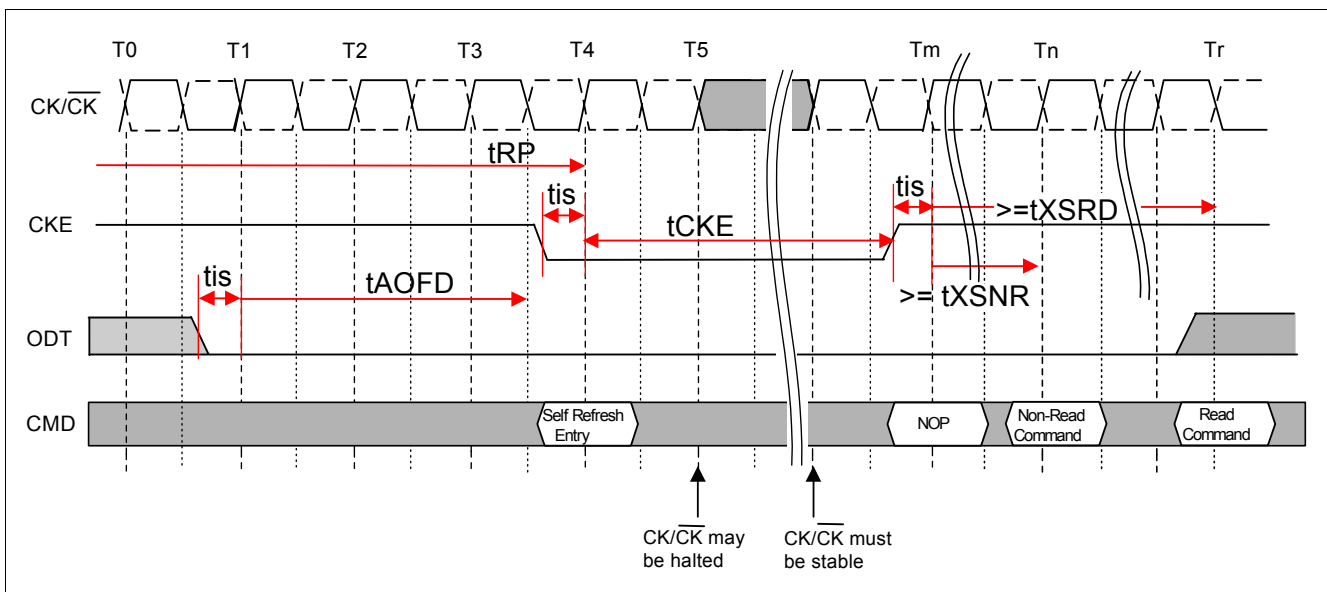 T0 T1 T2 T3 T4 T5 Tm Tn Tr
CK/CK
tRP
tis tis
CKE tCKE >=tXSRD
tis tAOFD >= tXSNR
ODT
CMD
Self Refresh
Entry
NOP
Non-Read
Command
Read
Command
CK/CK may
be halted
CK/CK must
be stable